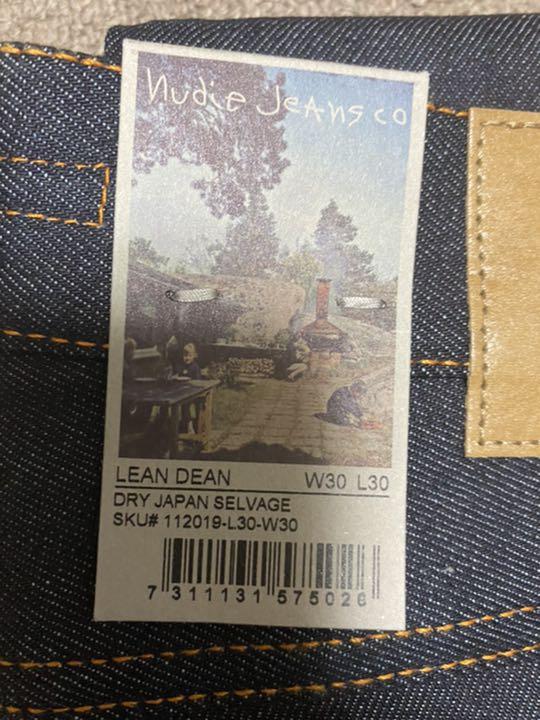 Nudie Jeans co
LEAN DEAN W30 L30
DRY JAPAN SELVAGE
SKU# 112019-L30-W30
7 311131 575026